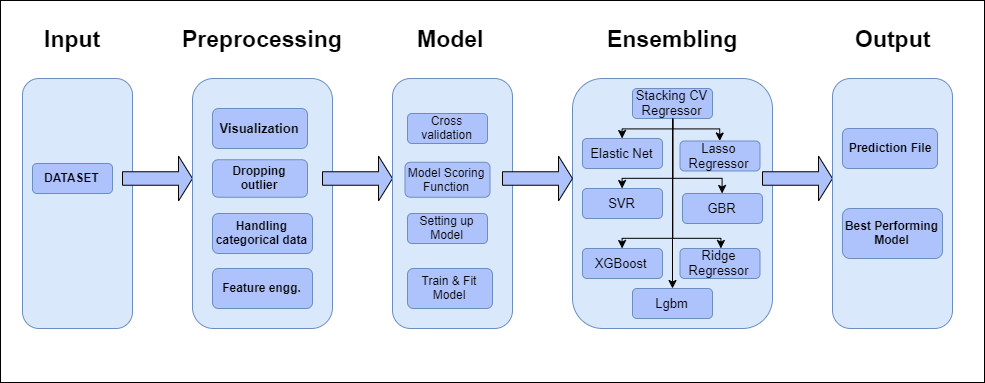 Input
Preprocessing
Model
Ensembling
Output
DATASET
Visualization
Dropping
outlier
Handling
categorical data
Feature engg.
Cross
validation
Model Scoring
Function
Setting up
Model
Train & Fit
Model
Stacking CV
Regressor
Elastic Net
Lasso
Regressor
SVR
GBR
XGBoost
Ridge
Regressor
Lgbm
Prediction File
Best Performing
Model